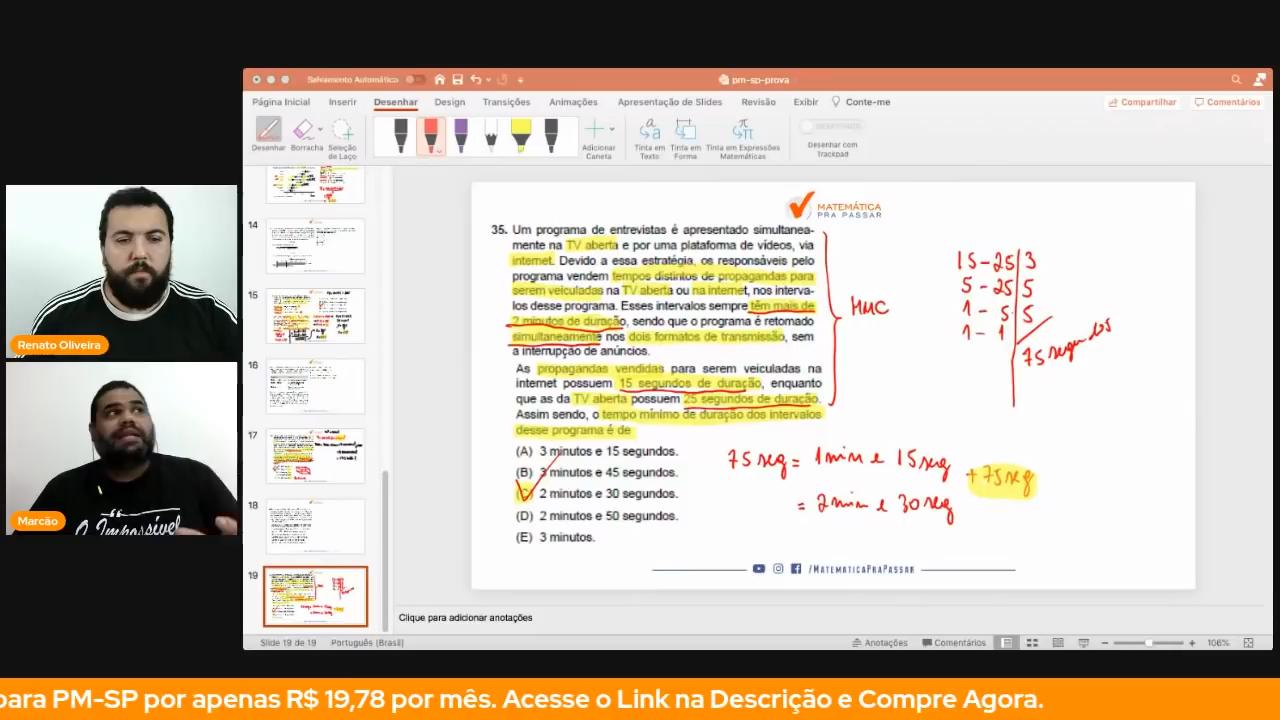 Salvamento Automático
pm-sp-prova
Página Inicial
Inserir
Desenhar
Design
Transições
Animações
Apresentação de Slides
Revisão
Exibir
Conte-me
Compartilhar
Comentários
Desenhar
Borracha
Seleção de Laço
Adicionar Caneta
Tinta em Texto
Tinta em Forma
Tinta em Expressões Matemáticas
Desenhar com Trackpad
14
15
16
17
18
19
MATEMÁTICA
PRA PASSAR
35. Um programa de entrevistas é apresentado simultanea-
mente na TV aberta e por uma plataforma de vídeos, via
internet. Devido a essa estratégia, os responsáveis pelo
programa vendem tempos distintos de propagandas para
serem veiculadas na TV aberta ou na internet, nos interva-
los desse programa. Esses intervalos sempre têm mais de
2 minutos de duração, sendo que o programa é retomado
simultaneamente nos dois formatos de transmissão, sem
a interrupção de anúncios.
As propagandas vendidas para serem veiculadas na
internet possuem 15 segundos de duração, enquanto
que as da TV aberta possuem 25 segundos de duração.
Assim sendo, o tempo mínimo de duração dos intervalos
desse programa é de
(A) 3 minutos e 15 segundos.
(B) 3 minutos e 45 segundos.
(C) 2 minutos e 30 segundos.
(D) 2 minutos e 50 segundos.
(E) 3 minutos.
MMC
15 - 25 | 3
5 - 25 | 5
1 - 5 | 5
1 - 1
75 segundos
75 seg = 1 min e 15 seg + 75 seg
= 2 min e 30 seg
/MATEMATICAPRAPASSAR
Clique para adicionar anotações
Slide 19 de 19
Português (Brasil)
Anotações
Comentários
106%
Renato Oliveira
Marcão
O Impossível
para PM-SP por apenas R$ 19,78 por mês. Acesse o Link na Descrição e Compre Agora.